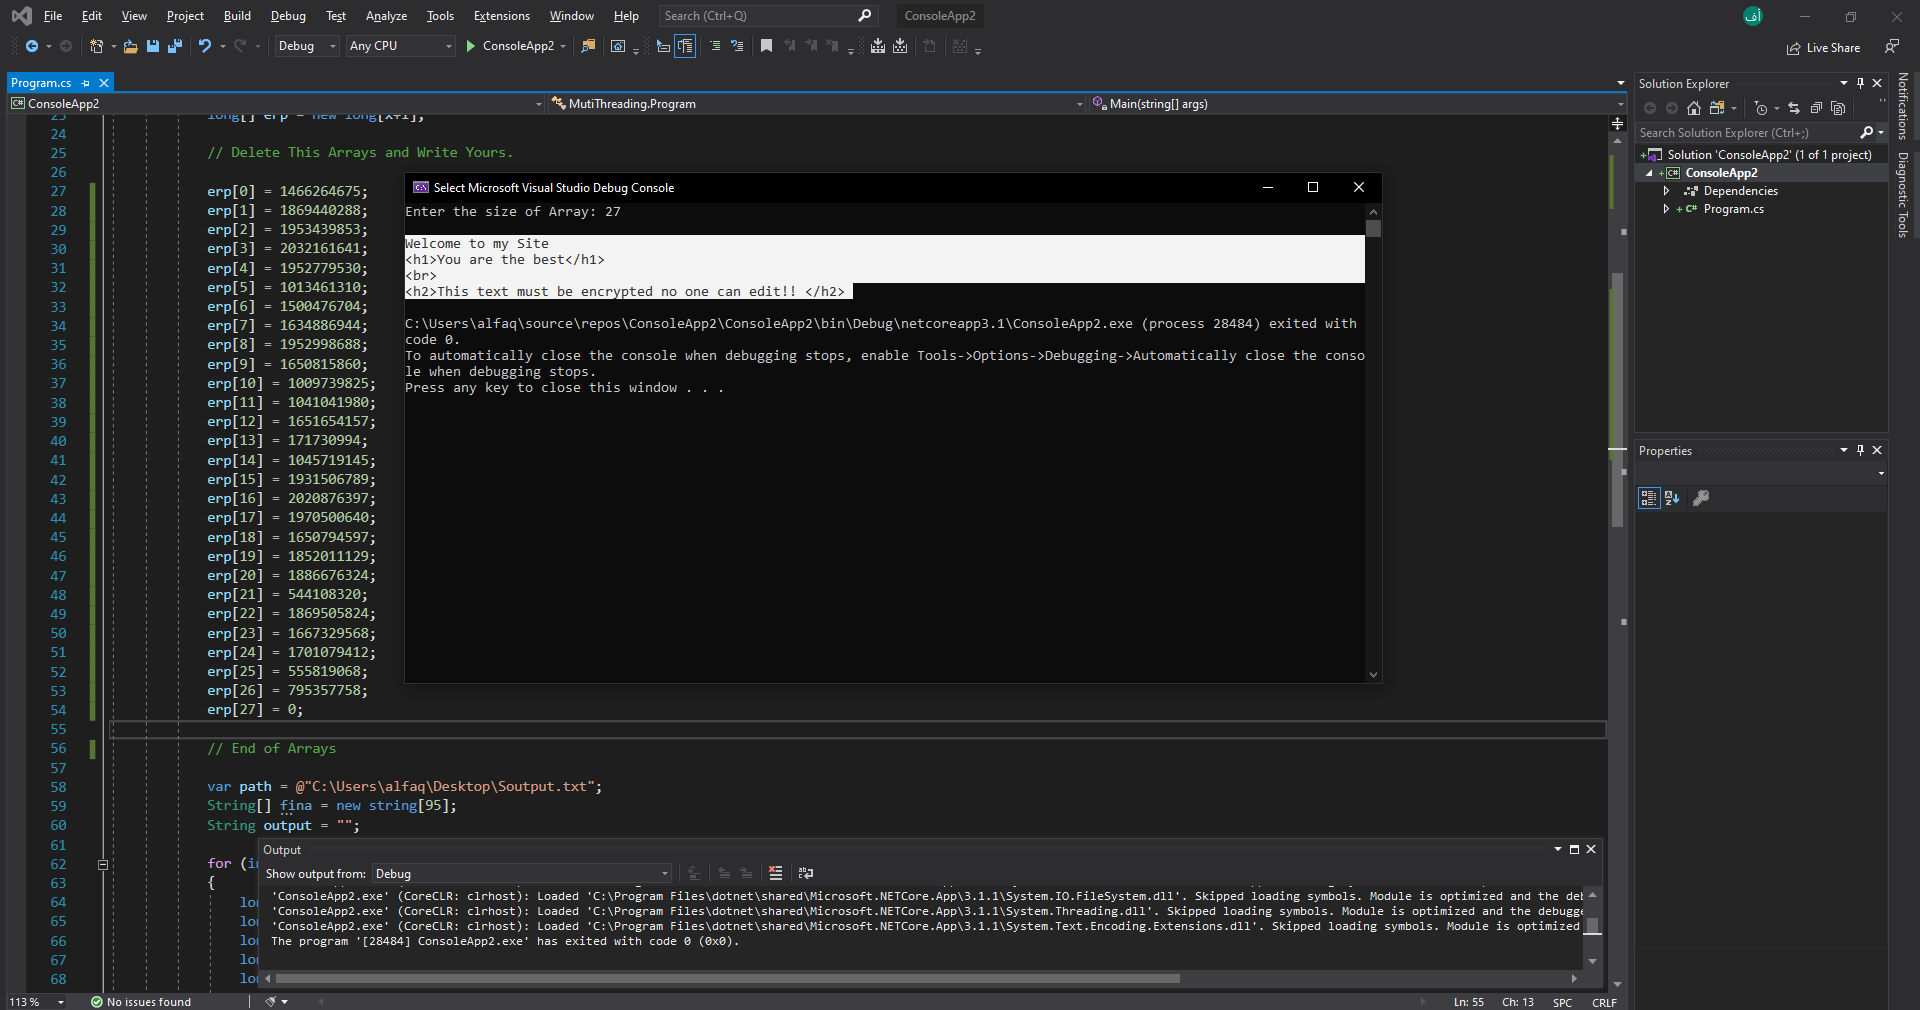 File Edit View Project Build Debug Test Analyze Tools Extensions Window Help Search (Ctrl+Q) ConsoleApp2 أف
Debug Any CPU ConsoleApp2 Live Share
Program.cs
ConsoleApp2 MutiThreading.Program Main(string[] args)
23 long[] erp = new long[x+1];
24
25 // Delete This Arrays and Write Yours.
26
27 erp[0] = 1466264675;
28 erp[1] = 1869440288;
29 erp[2] = 1953439853;
30 erp[3] = 2032161641;
31 erp[4] = 1952779530;
32 erp[5] = 1013461310;
33 erp[6] = 1500476704;
34 erp[7] = 1634886944;
35 erp[8] = 1952998688;
36 erp[9] = 1650815860;
37 erp[10] = 1009739825;
38 erp[11] = 1041041980;
39 erp[12] = 1651654157;
40 erp[13] = 171730994;
41 erp[14] = 1045719145;
42 erp[15] = 1931506789;
43 erp[16] = 2020876397;
44 erp[17] = 1970500640;
45 erp[18] = 1650794597;
46 erp[19] = 1852011129;
47 erp[20] = 1886676324;
48 erp[21] = 544108320;
49 erp[22] = 1869505824;
50 erp[23] = 1667329568;
51 erp[24] = 1701079412;
52 erp[25] = 555819068;
53 erp[26] = 795357758;
54 erp[27] = 0;
55
56 // End of Arrays
57
58 var path = @"C:\Users\alfaq\Desktop\Soutput.txt";
59 String[] fina = new string[95];
60 String output = "";
61
62 for
63 {
64
65
66
67
68
Select Microsoft Visual Studio Debug Console
Enter the size of Array: 27
Welcome to my Site
<h1>You are the best</h1>
<br>
<h2>This text must be encrypted no one can edit!! </h2>
C:\Users\alfaq\source\repos\ConsoleApp2\ConsoleApp2\bin\Debug\netcoreapp3.1\ConsoleApp2.exe (process 28484) exited with
code 0.
To automatically close the console when debugging stops, enable Tools->Options->Debugging->Automatically close the conso
le when debugging stops.
Press any key to close this window . . .
Output
Show output from: Debug
'ConsoleApp2.exe' (CoreCLR: clrhost): Loaded 'C:\Program Files\dotnet\shared\Microsoft.NETCore.App\3.1.1\System.IO.FileSystem.dll'. Skipped loading symbols. Module is optimized and the deb
'ConsoleApp2.exe' (CoreCLR: clrhost): Loaded 'C:\Program Files\dotnet\shared\Microsoft.NETCore.App\3.1.1\System.Threading.dll'. Skipped loading symbols. Module is optimized and the debugge
'ConsoleApp2.exe' (CoreCLR: clrhost): Loaded 'C:\Program Files\dotnet\shared\Microsoft.NETCore.App\3.1.1\System.Text.Encoding.Extensions.dll'. Skipped loading symbols. Module is optimized
The program '[28484] ConsoleApp2.exe' has exited with code 0 (0x0).
113 % No issues found Ln: 55 Ch: 13 SPC CRLF
Solution Explorer
Search Solution Explorer (Ctrl+;)
Solution 'ConsoleApp2' (1 of 1 project)
ConsoleApp2
Dependencies
Program.cs
Properties
Notifications
Diagnostic Tools